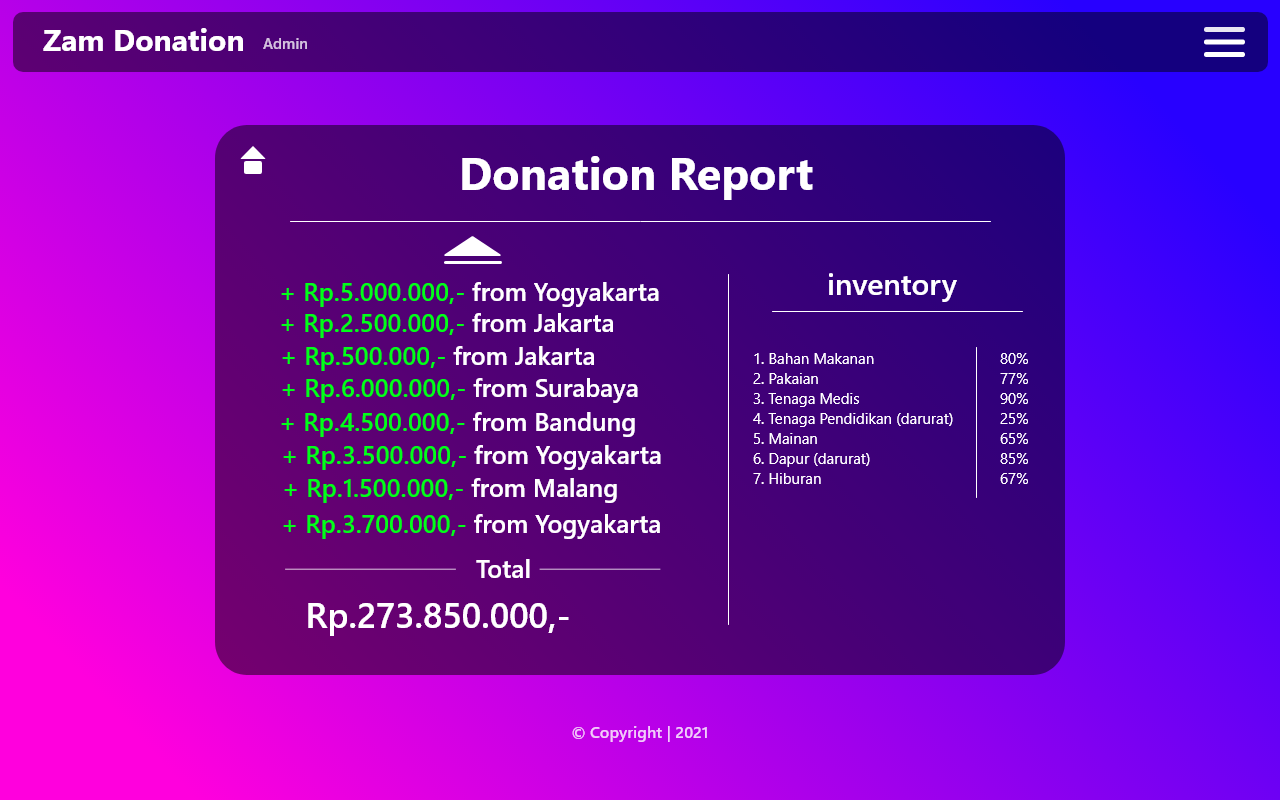 Zam Donation Admin
Donation Report
+ Rp.5.000.000,- from Yogyakarta
+ Rp.2.500.000,- from Jakarta
+ Rp.500.000,- from Jakarta
+ Rp.6.000.000,- from Surabaya
+ Rp.4.500.000,- from Bandung
+ Rp.3.500.000,- from Yogyakarta
+ Rp.1.500.000,- from Malang
+ Rp.3.700.000,- from Yogyakarta
Total
Rp.273.850.000,-
inventory
1. Bahan Makanan 80%
2. Pakaian 77%
3. Tenaga Medis 90%
4. Tenaga Pendidikan (darurat) 25%
5. Mainan 65%
6. Dapur (darurat) 85%
7. Hiburan 67%
© Copyright | 2021